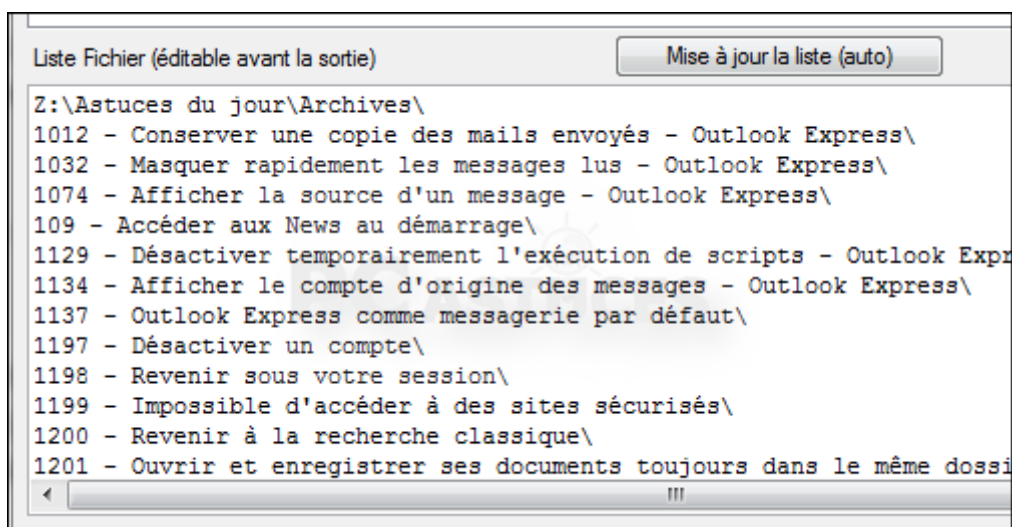 Liste Fichier (éditable avant la sortie)
Mise à jour la liste (auto)
Z:\Astuces du jour\Archives\
1012 - Conserver une copie des mails envoyés - Outlook Express\
1032 - Masquer rapidement les messages lus - Outlook Express\
1074 - Afficher la source d'un message - Outlook Express\
109 - Accéder aux News au démarrage\
1129 - Désactiver temporairement l'exécution de scripts - Outlook Expr
1134 - Afficher le compte d'origine des messages - Outlook Express\
1137 - Outlook Express comme messagerie par défaut\
1197 - Désactiver un compte\
1198 - Revenir sous votre session\
1199 - Impossible d'accéder à des sites sécurisés\
1200 - Revenir à la recherche classique\
1201 - Ouvrir et enregistrer ses documents toujours dans le même dossi
PC ASTUCES